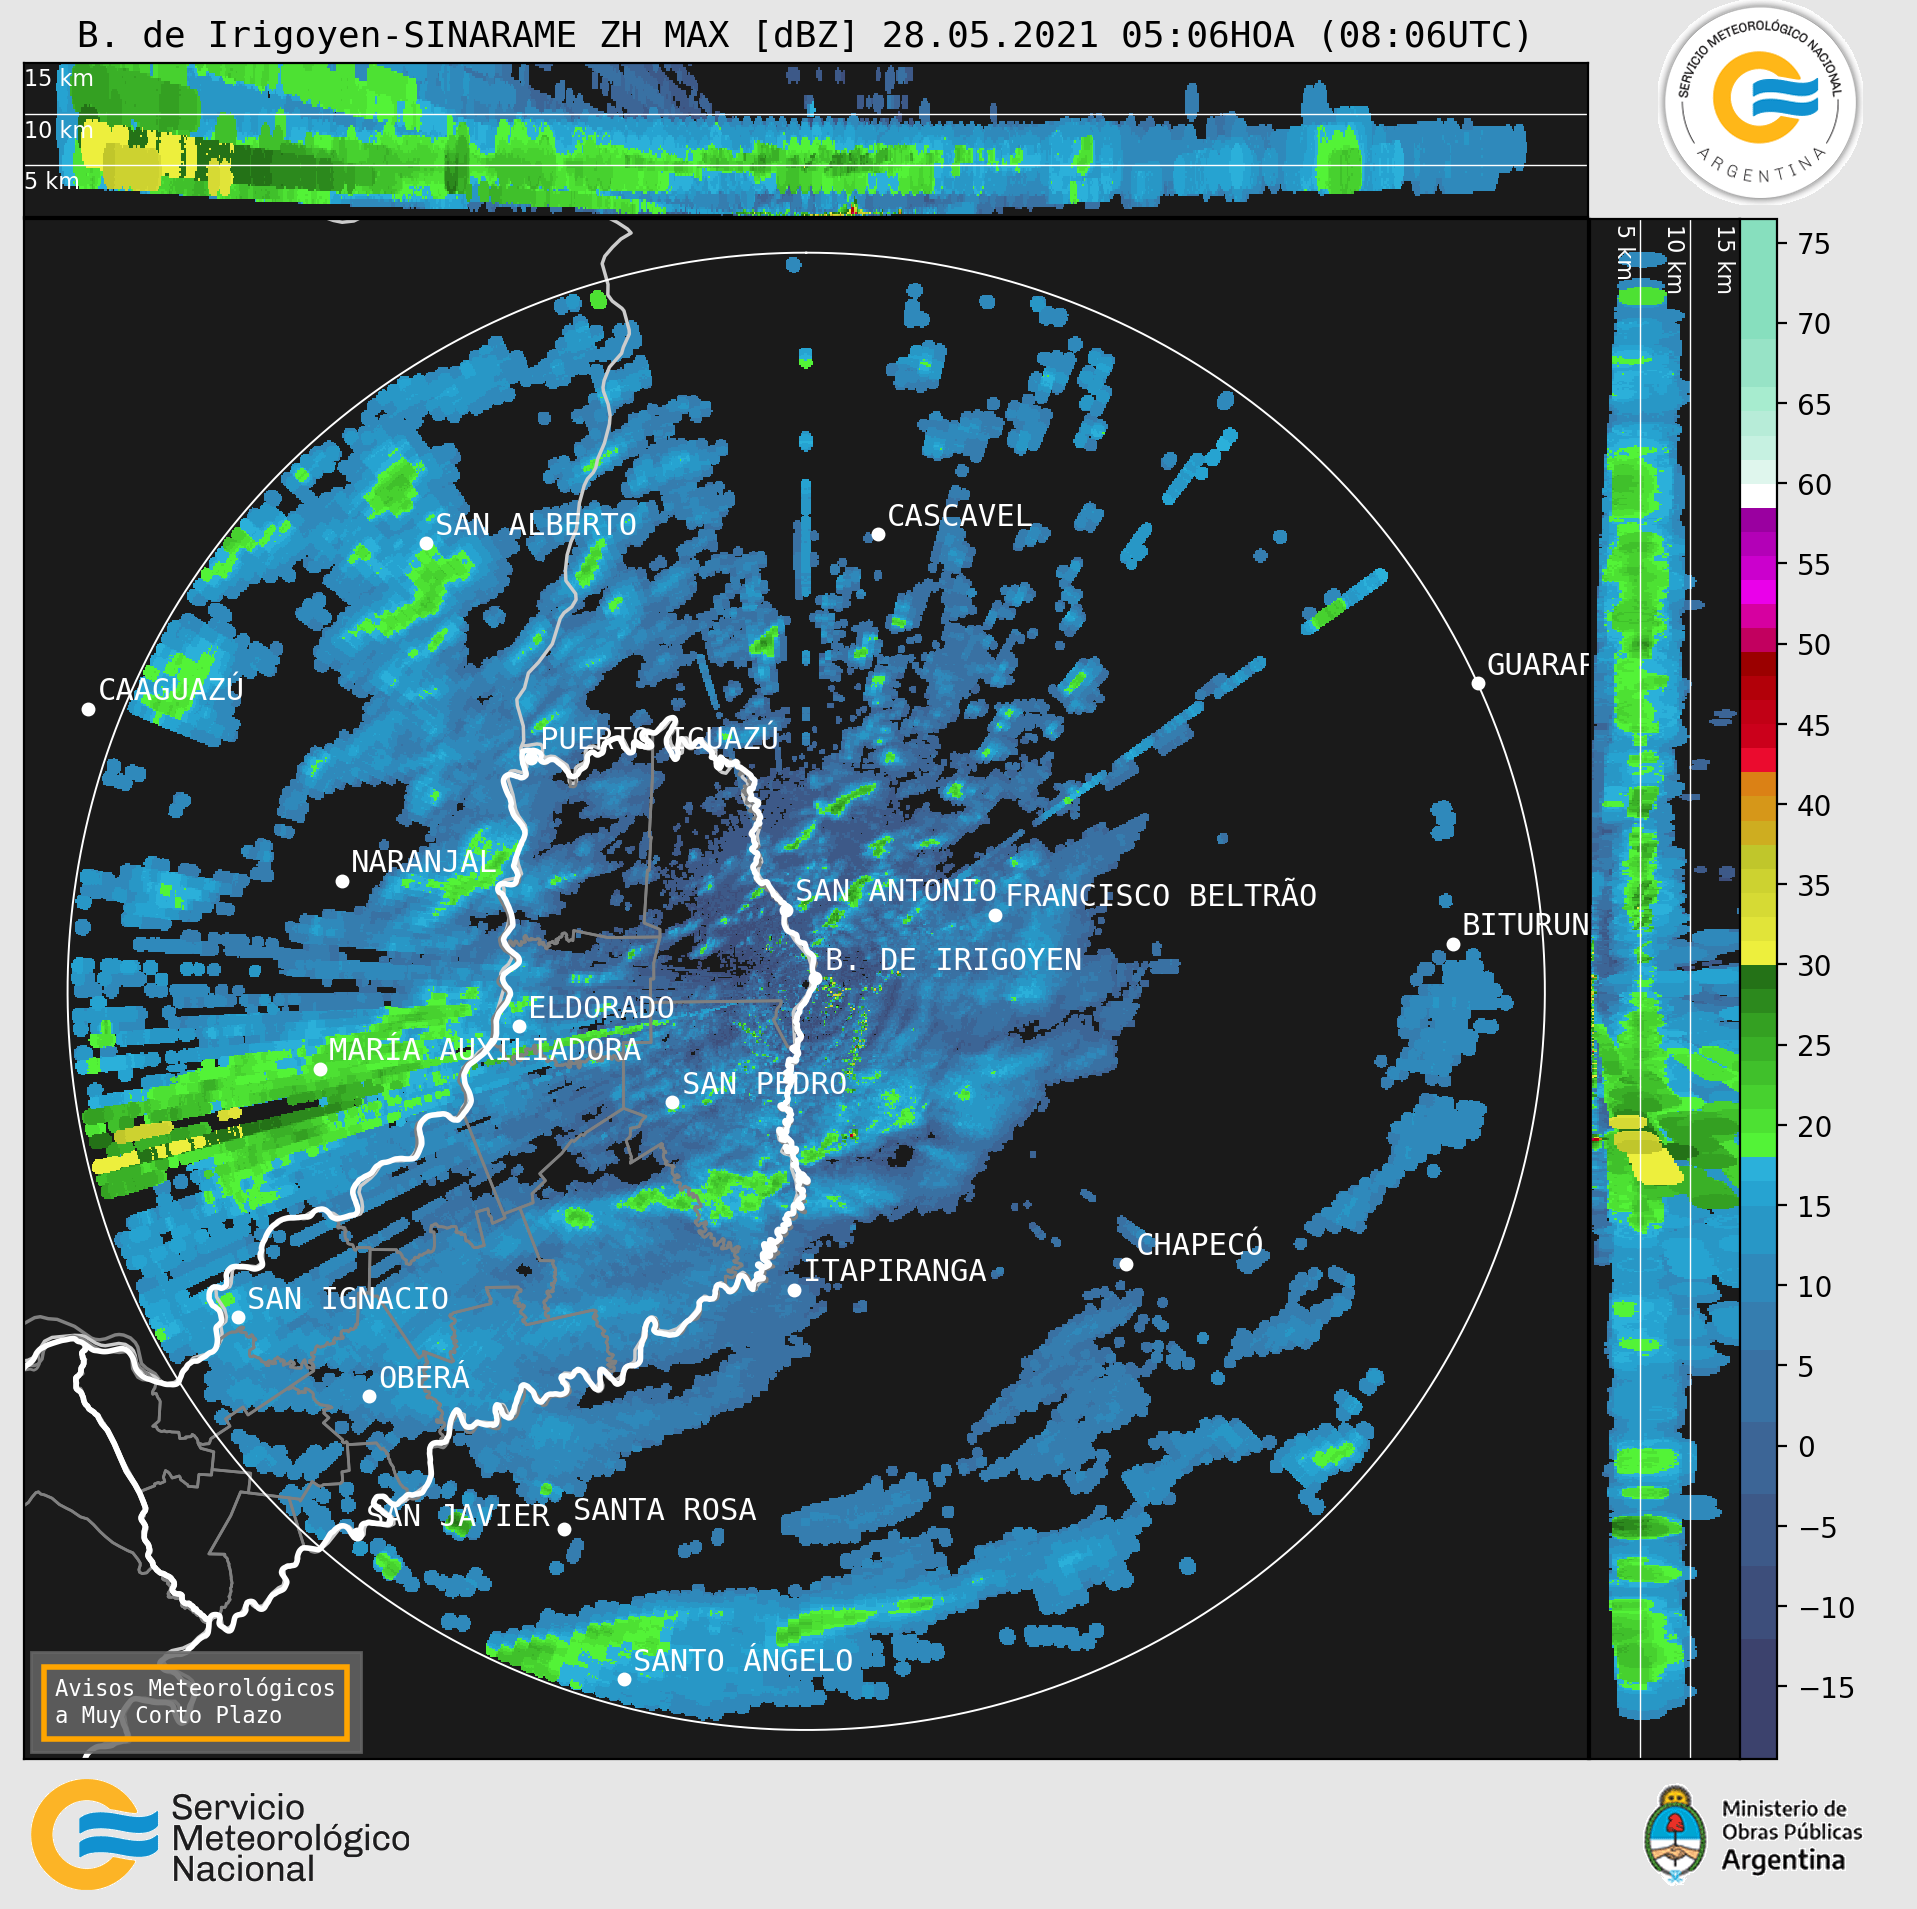 B. de Irigoyen-SINARAME ZH MAX [dBZ] 28.05.2021 05:06HOA (08:06UTC)
SERVICIO METEOROLÓGICO NACIONAL
ARGENTINA
15 km
10 km
5 km
5 km
10 km
15 km
75
70
65
60
55
50
45
40
35
30
25
20
15
10
5
0
−5
−10
−15
SAN ALBERTO
CASCAVEL
GUARAP
CAAGUAZÚ
PUERTO IGUAZÚ
NARANJAL
SAN ANTONIO
FRANCISCO BELTRÃO
BITURUN
B. DE IRIGOYEN
ELDORADO
MARÍA AUXILIADORA
SAN PEDRO
CHAPECÓ
ITAPIRANGA
SAN IGNACIO
OBERÁ
SAN JAVIER
SANTA ROSA
SANTO ÁNGELO
Avisos Meteorológicos
a Muy Corto Plazo
Servicio
Meteorológico
Nacional
Ministerio de
Obras Públicas
Argentina